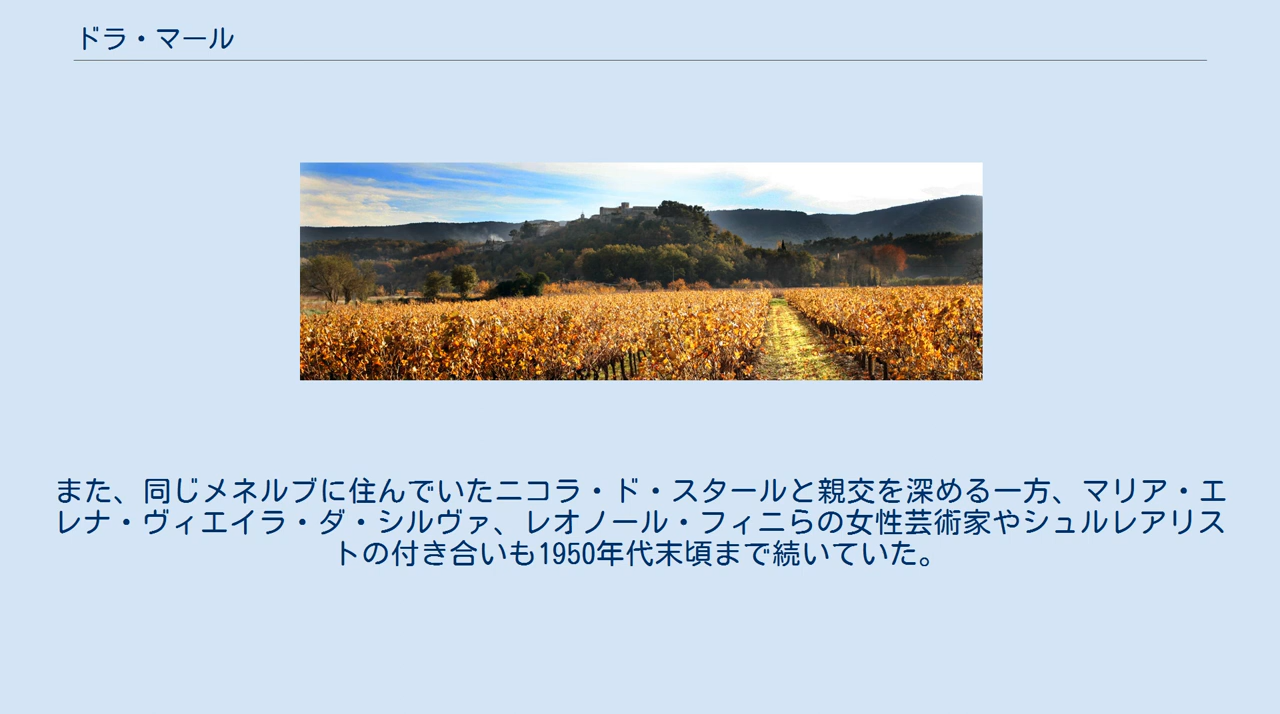 ドラ・マール
また、同じメネルブに住んでいたニコラ・ド・スタールと親交を深める一方、マリア・エ
レナ・ヴィエイラ・ダ・シルヴァ、レオノール・フィニらの女性芸術家やシュルレアリス
トの付き合いも1950年代末頃まで続いていた。